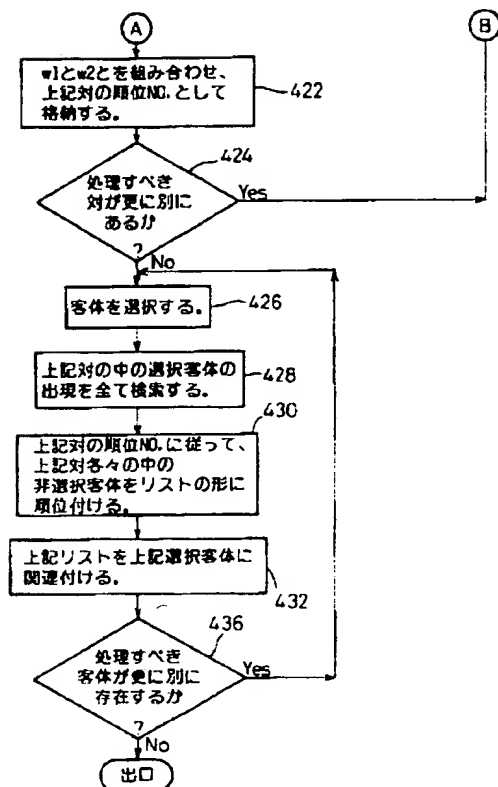 A
B
w1とw2とを組み合わせ、
上記対の順位NO.として
格納する。
422
424
処理すべき
対が更に別に
あるか
?
Yes
No
客体を選択する。
426
上記対の中の選択客体の
出現を全て検索する。
428
430
上記対の順位NO.に従って、
上記対各々の中の
非選択客体をリストの形に
順位付ける。
上記リストを上記選択客体に
関連付ける。
432
436
処理すべき
客体が更に別に
存在するか
?
Yes
No
出口